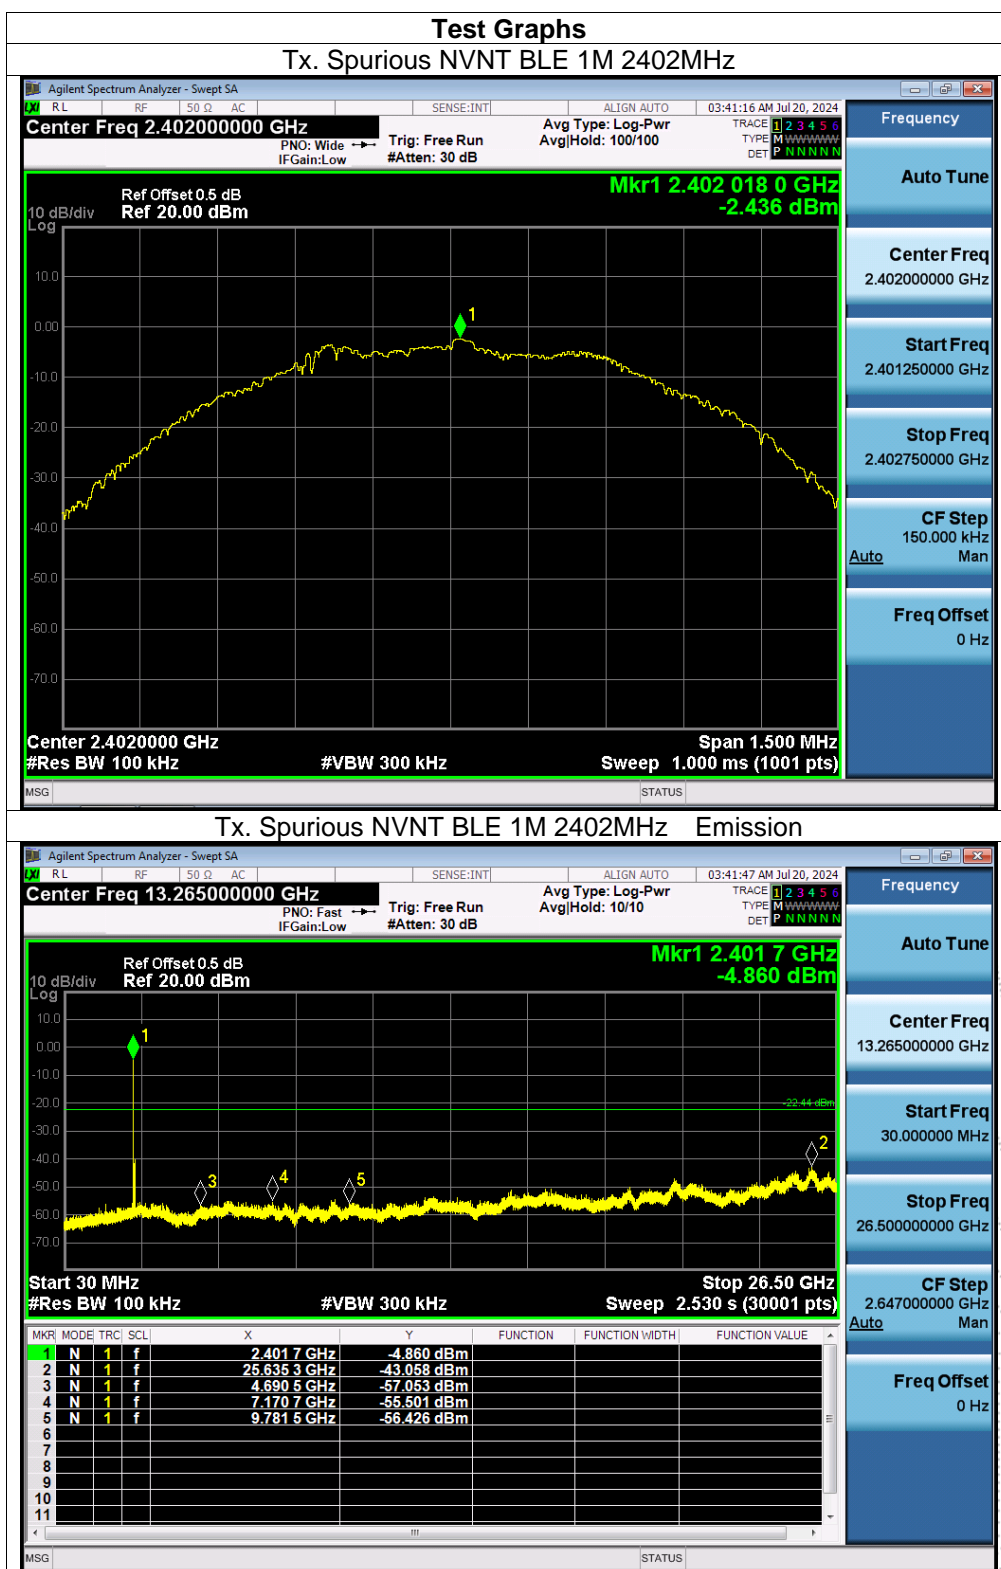 Test Graphs
Tx. Spurious NVNT BLE 1M 2402MHz
Agilent Spectrum Analyzer - Swept SA
LXI RL RF 50 Ω AC SENSE:INT ALIGN AUTO 03:41:16 AM Jul 20, 2024
Center Freq 2.402000000 GHz Avg Type: Log-Pwr TRACE 1 2 3 4 5 6
PNO: Wide Trig: Free Run Avg|Hold: 100/100 TYPE M WWWWW
IFGain:Low #Atten: 30 dB DET P N N N N N
Frequency
Mkr1 2.402 018 0 GHz
-2.436 dBm
Ref Offset 0.5 dB
10 dB/div Ref 20.00 dBm
Log
1
10.0
0.00
-10.0
-20.0
-30.0
-40.0
-50.0
-60.0
-70.0
Center 2.4020000 GHz Span 1.500 MHz
#Res BW 100 kHz #VBW 300 kHz Sweep 1.000 ms (1001 pts)
Auto Tune
Center Freq
2.402000000 GHz
Start Freq
2.401250000 GHz
Stop Freq
2.402750000 GHz
CF Step
150.000 kHz
Auto Man
Freq Offset
0 Hz
MSG STATUS
Tx. Spurious NVNT BLE 1M 2402MHz Emission
Agilent Spectrum Analyzer - Swept SA
LXI RL RF 50 Ω AC SENSE:INT ALIGN AUTO 03:41:47 AM Jul 20, 2024
Center Freq 13.265000000 GHz Avg Type: Log-Pwr TRACE 1 2 3 4 5 6
PNO: Fast Trig: Free Run Avg|Hold: 10/10 TYPE M WWWWW
IFGain:Low #Atten: 30 dB DET P N N N N N
Frequency
Mkr1 2.401 7 GHz
-4.860 dBm
Ref Offset 0.5 dB
10 dB/div Ref 20.00 dBm
Log
10.0
0.00
-10.0
-20.0
-30.0
-40.0
-50.0
-60.0
-70.0
1
-22.44 dBm
2
3
4
5
Start 30 MHz Stop 26.50 GHz
#Res BW 100 kHz #VBW 300 kHz Sweep 2.530 s (30001 pts)
MKR MODE TRC SCL X Y FUNCTION FUNCTION WIDTH FUNCTION VALUE
1 N 1 f 2.401 7 GHz -4.860 dBm
2 N 1 f 25.635 3 GHz -43.058 dBm
3 N 1 f 4.690 5 GHz -57.053 dBm
4 N 1 f 7.170 7 GHz -55.501 dBm
5 N 1 f 9.781 5 GHz -56.426 dBm
6
7
8
9
10
11
Auto Tune
Center Freq
13.265000000 GHz
Start Freq
30.000000 MHz
Stop Freq
26.500000000 GHz
CF Step
2.647000000 GHz
Auto Man
Freq Offset
0 Hz
MSG STATUS